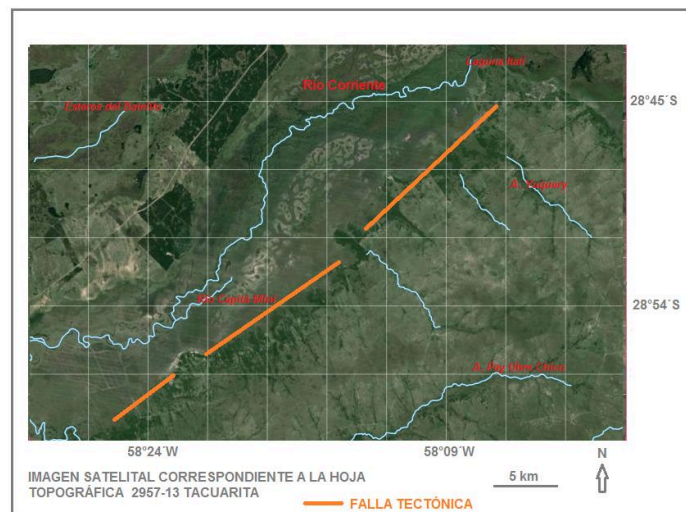 Laguna Itatí
Río Corriente
28°45´S
Esteros del Batelito
A. Yuquery
Río Capitá Miní
28°54´S
A. Pay Ubre Chico
58°24´W
58°09´W
N
IMAGEN SATELITAL CORRESPONDIENTE A LA HOJA
TOPOGRÁFICA 2957-13 TACUARITA
5 km
FALLA TECTÓNICA